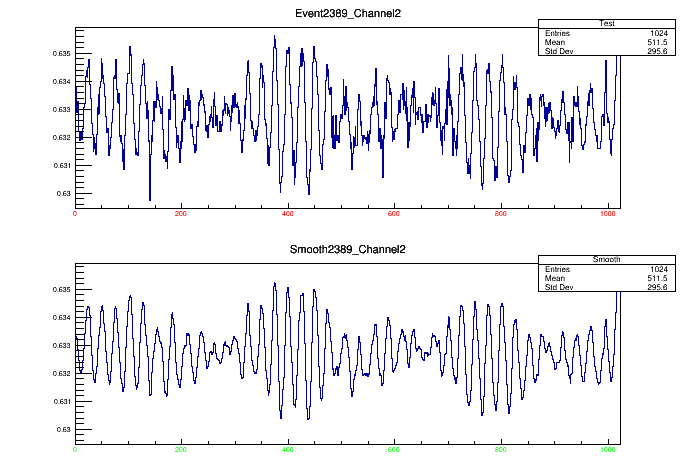 Event2389_Channel2
Test
Entries 1024
Mean 511.5
Std Dev 295.6
0.635
0.634
0.633
0.632
0.631
0.63
0 200 400 600 800 1000
Smooth2389_Channel2
Smooth
Entries 1024
Mean 511.5
Std Dev 295.6
0.635
0.634
0.633
0.632
0.631
0.63
0 200 400 600 800 1000